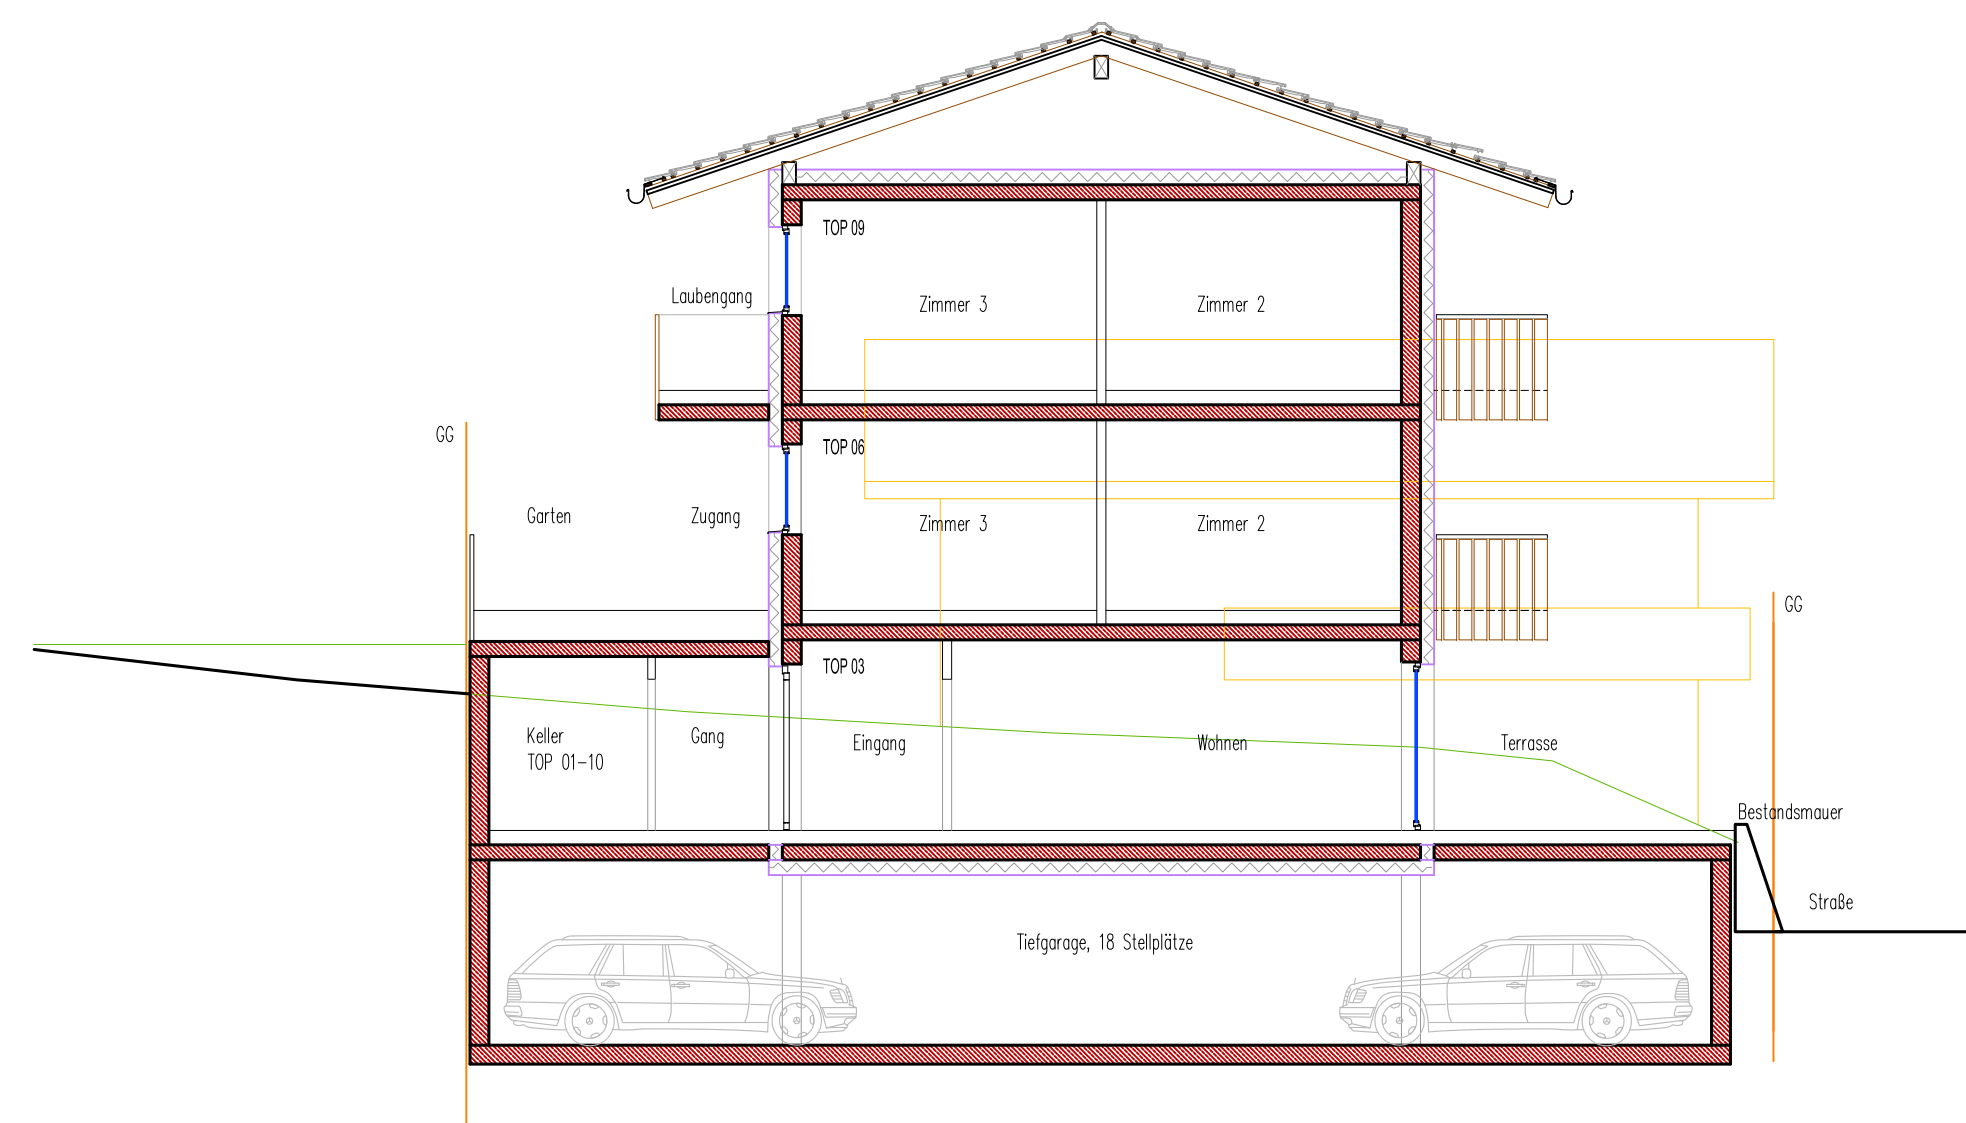 TOP 09
Laubengang
Zimmer 3
Zimmer 2
GG
TOP 06
Garten
Zugang
Zimmer 3
Zimmer 2
GG
TOP 03
Keller
TOP 01-10
Gang
Eingang
Wohnen
Terrasse
Bestandsmauer
Straße
Tiefgarage, 18 Stellplätze